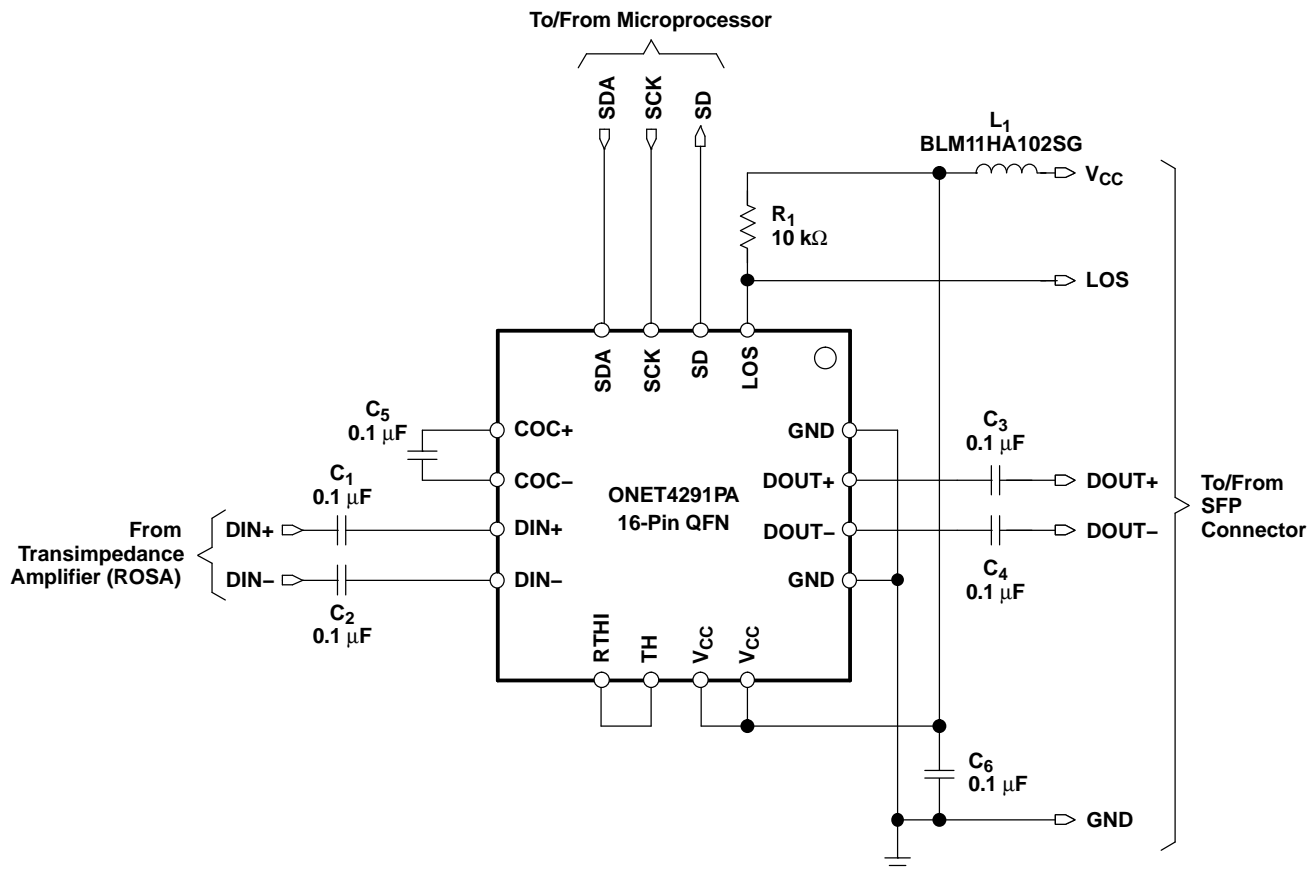 To/From Microprocessor
SDA
SCK
SD
L1
BLM11HA102SG
VCC
R1
10 kΩ
LOS
SDA
SCK
SD
LOS
C5
0.1 μF
COC+
COC–
C1
0.1 μF
From
Transimpedance
Amplifier (ROSA)
DIN+
DIN–
C2
0.1 μF
DIN+
DIN–
ONET4291PA
16-Pin QFN
GND
DOUT+
DOUT–
GND
C3
0.1 μF
DOUT+
DOUT–
C4
0.1 μF
To/From
SFP
Connector
RTHI
TH
VCC
VCC
C6
0.1 μF
GND